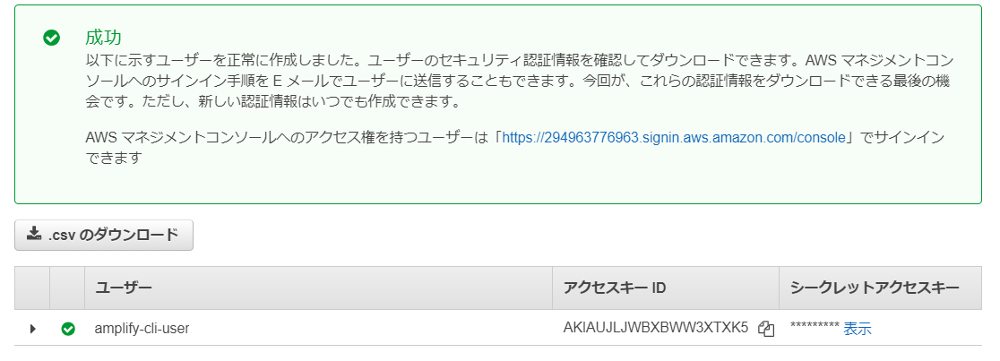 成功
以下に示すユーザーを正常に作成しました。ユーザーのセキュリティ認証情報を確認してダウンロードできます。AWS マネジメントコン
ソールへのサインイン手順を E メールでユーザーに送信することもできます。今回が、これらの認証情報をダウンロードできる最後の機
会です。ただし、新しい認証情報はいつでも作成できます。
AWS マネジメントコンソールへのアクセス権を持つユーザーは「https://294963776963.signin.aws.amazon.com/console」でサインイン
できます
.csv のダウンロード
ユーザー アクセスキー ID シークレットアクセスキー
amplify-cli-user AKIAUJLJWBXBWW3XTXK5 ********* 表示